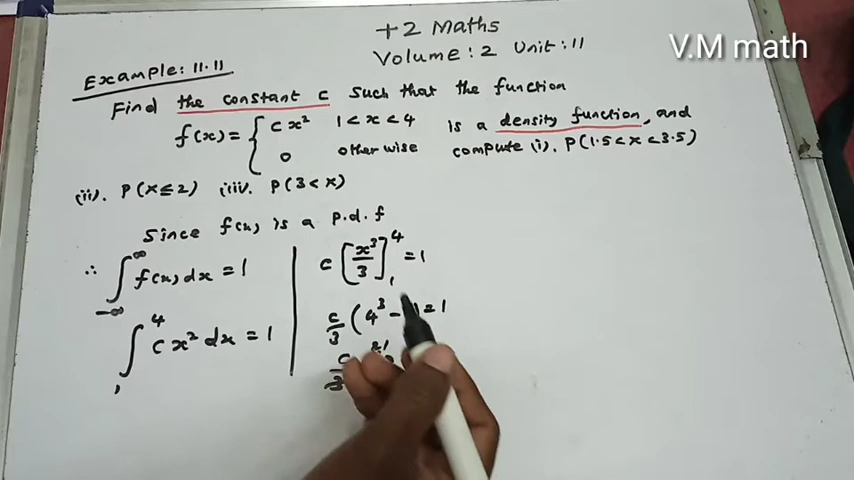 +2 Maths
V.M math
Volume: 2 Unit: 11
Example: 11.11
Find the constant c such that the function
f(x) = { cx² 1 < x < 4 is a density function, and
0 otherwise compute (i). P(1.5 < x < 3.5)
(ii). P(X ≤ 2) (iii). P(3 < X)
Since f(x) is a p.d.f
∴ ∫_{-∞}^{∞} f(x) dx = 1
∫_{1}^{4} cx² dx = 1
c [x³/3]_{1}^{4} = 1
c/3 (4³ - = 1
c/3